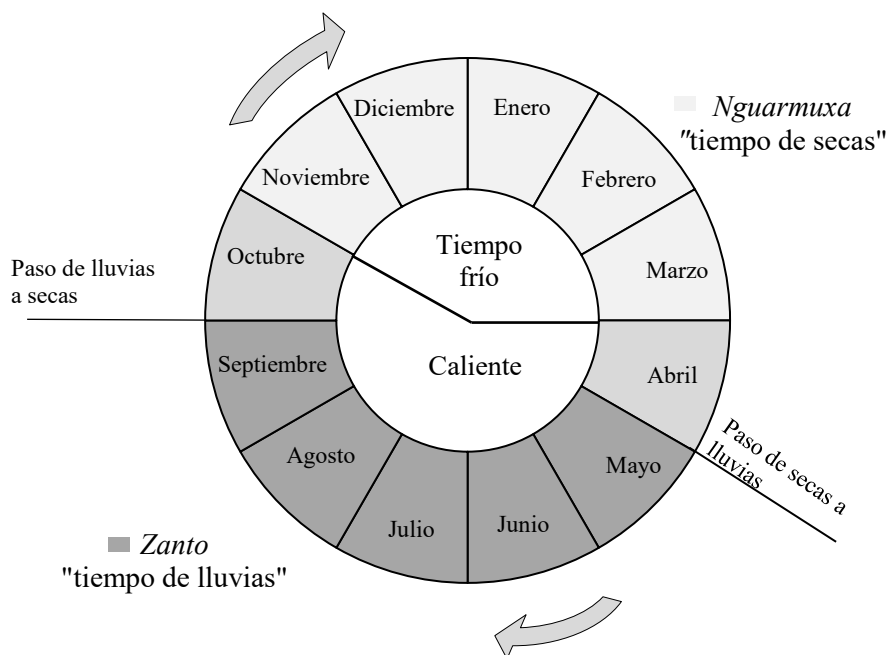 Diciembre
Enero
Nguarmuxa
"tiempo de secas"
Noviembre
Febrero
Octubre
Tiempo
frío
Marzo
Paso de lluvias
a secas
Septiembre
Caliente
Abril
Agosto
Mayo
Paso de secas a
lluvias
Julio
Junio
Zanto
"tiempo de lluvias"